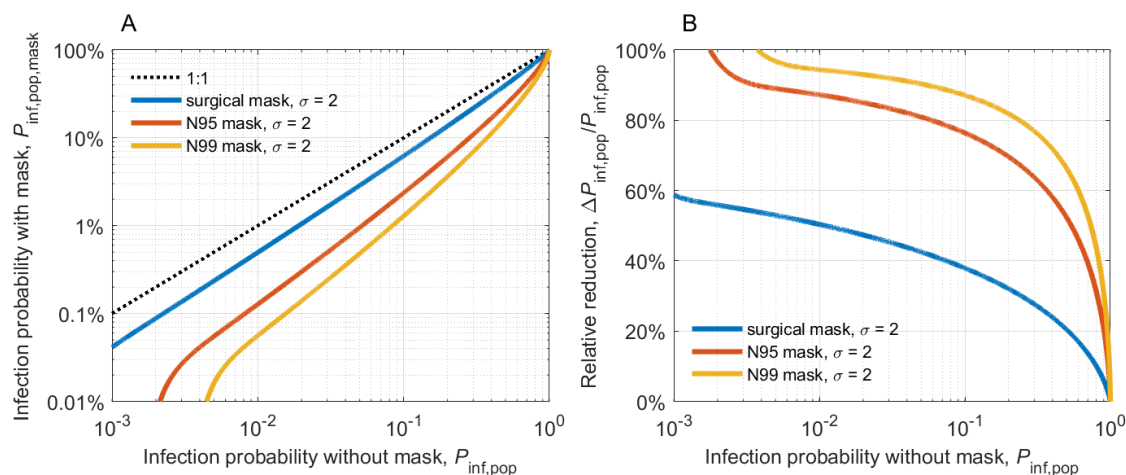 A
Infection probability with mask, P_inf,pop,mask
100%
10%
1%
0.1%
0.01%
1:1
surgical mask, σ = 2
N95 mask, σ = 2
N99 mask, σ = 2
10^-3
10^-2
10^-1
10^0
Infection probability without mask, P_inf,pop
B
Relative reduction, ΔP_inf,pop/P_inf,pop
100%
80%
60%
40%
20%
0%
surgical mask, σ = 2
N95 mask, σ = 2
N99 mask, σ = 2
10^-3
10^-2
10^-1
10^0
Infection probability without mask, P_inf,pop